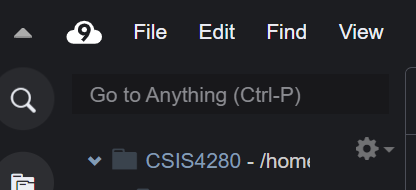 9 File Edit Find View
Go to Anything (Ctrl-P)
CSIS4280 - /home